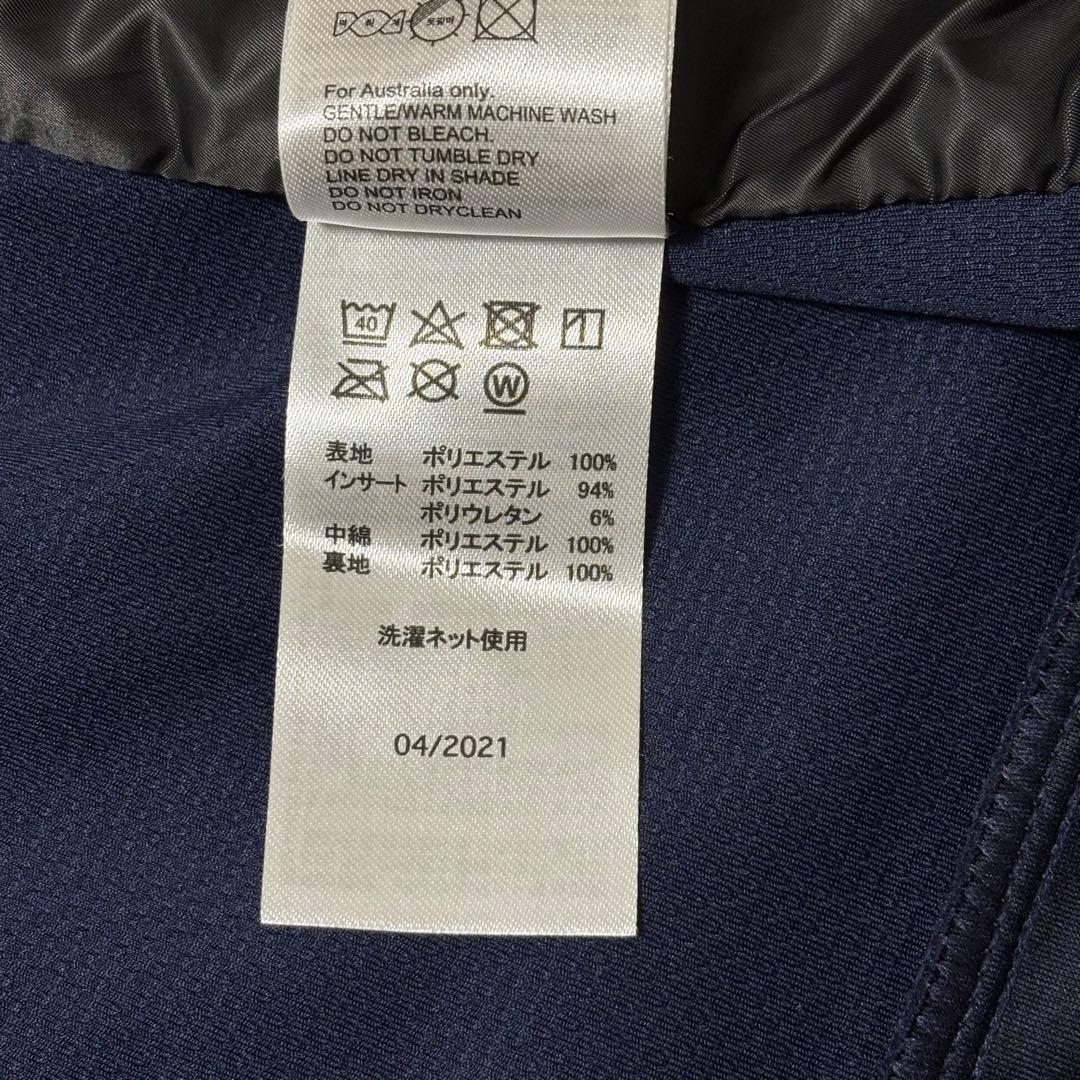 For Australia only.
GENTLE/WARM MACHINE WASH
DO NOT BLEACH.
DO NOT TUMBLE DRY
LINE DRY IN SHADE
DO NOT IRON
DO NOT DRYCLEAN
40
W
表地 ポリエステル 100%
インサート ポリエステル 94%
ポリウレタン 6%
中綿 ポリエステル 100%
裏地 ポリエステル 100%
洗濯ネット使用
04/2021